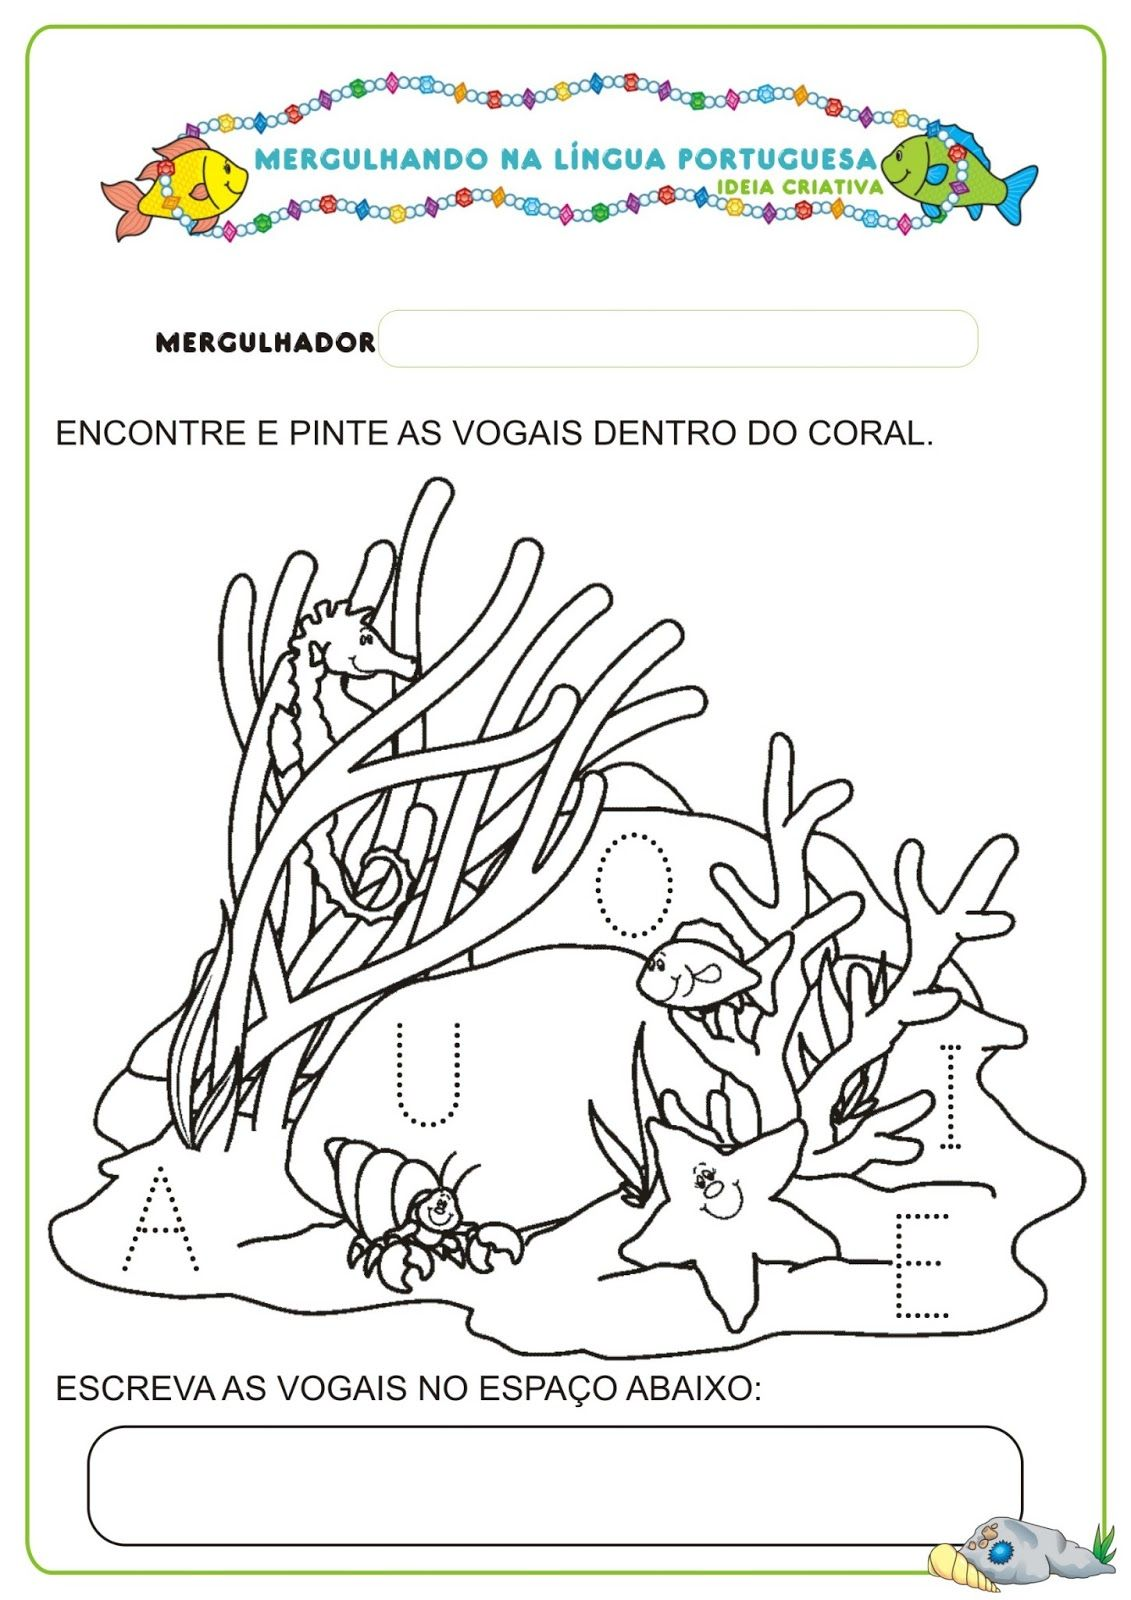 MERGULHANDO NA LÍNGUA PORTUGUESA
IDEIA CRIATIVA
MERGULHADOR
ENCONTRE E PINTE AS VOGAIS DENTRO DO CORAL.
O
U
I
A
E
ESCREVA AS VOGAIS NO ESPAÇO ABAIXO: